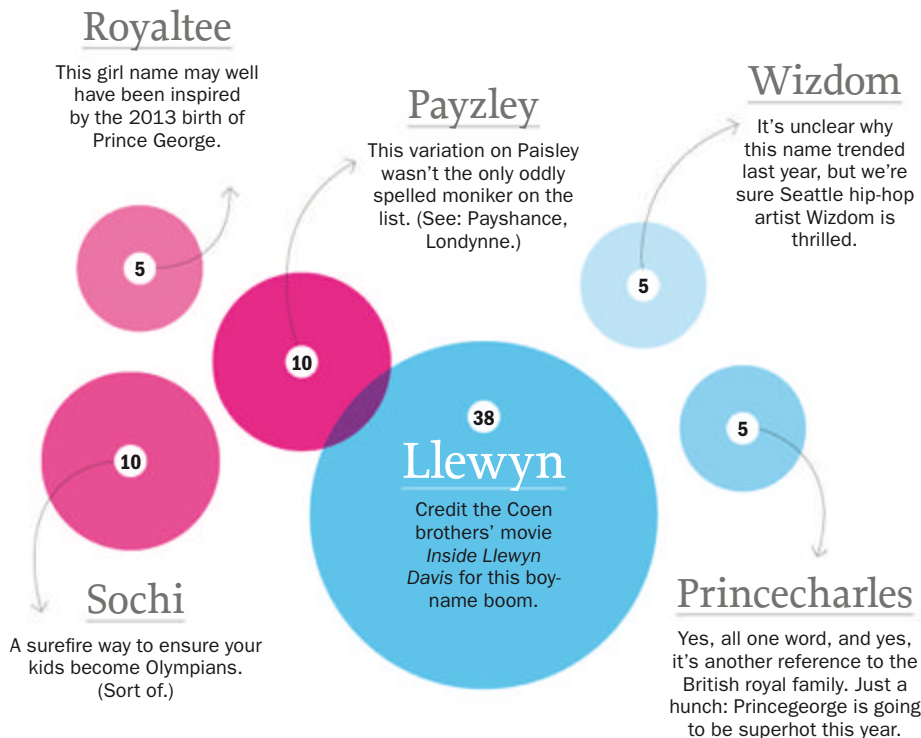 Royaltee
This girl name may well
have been inspired
by the 2013 birth of
Prince George.
5
Payzley
This variation on Paisley
wasn't the only oddly
spelled moniker on the
list. (See: Payshance,
Londynne.)
10
Wizdom
It's unclear why
this name trended
last year, but we're
sure Seattle hip-hop
artist Wizdom is
thrilled.
5
10
Sochi
A surefire way to ensure your
kids become Olympians.
(Sort of.)
38
Llewyn
Credit the Coen
brothers' movie
Inside Llewyn
Davis for this boy-
name boom.
5
Princecharles
Yes, all one word, and yes,
it's another reference to the
British royal family. Just a
hunch: Princegeorge is going
to be superhot this year.